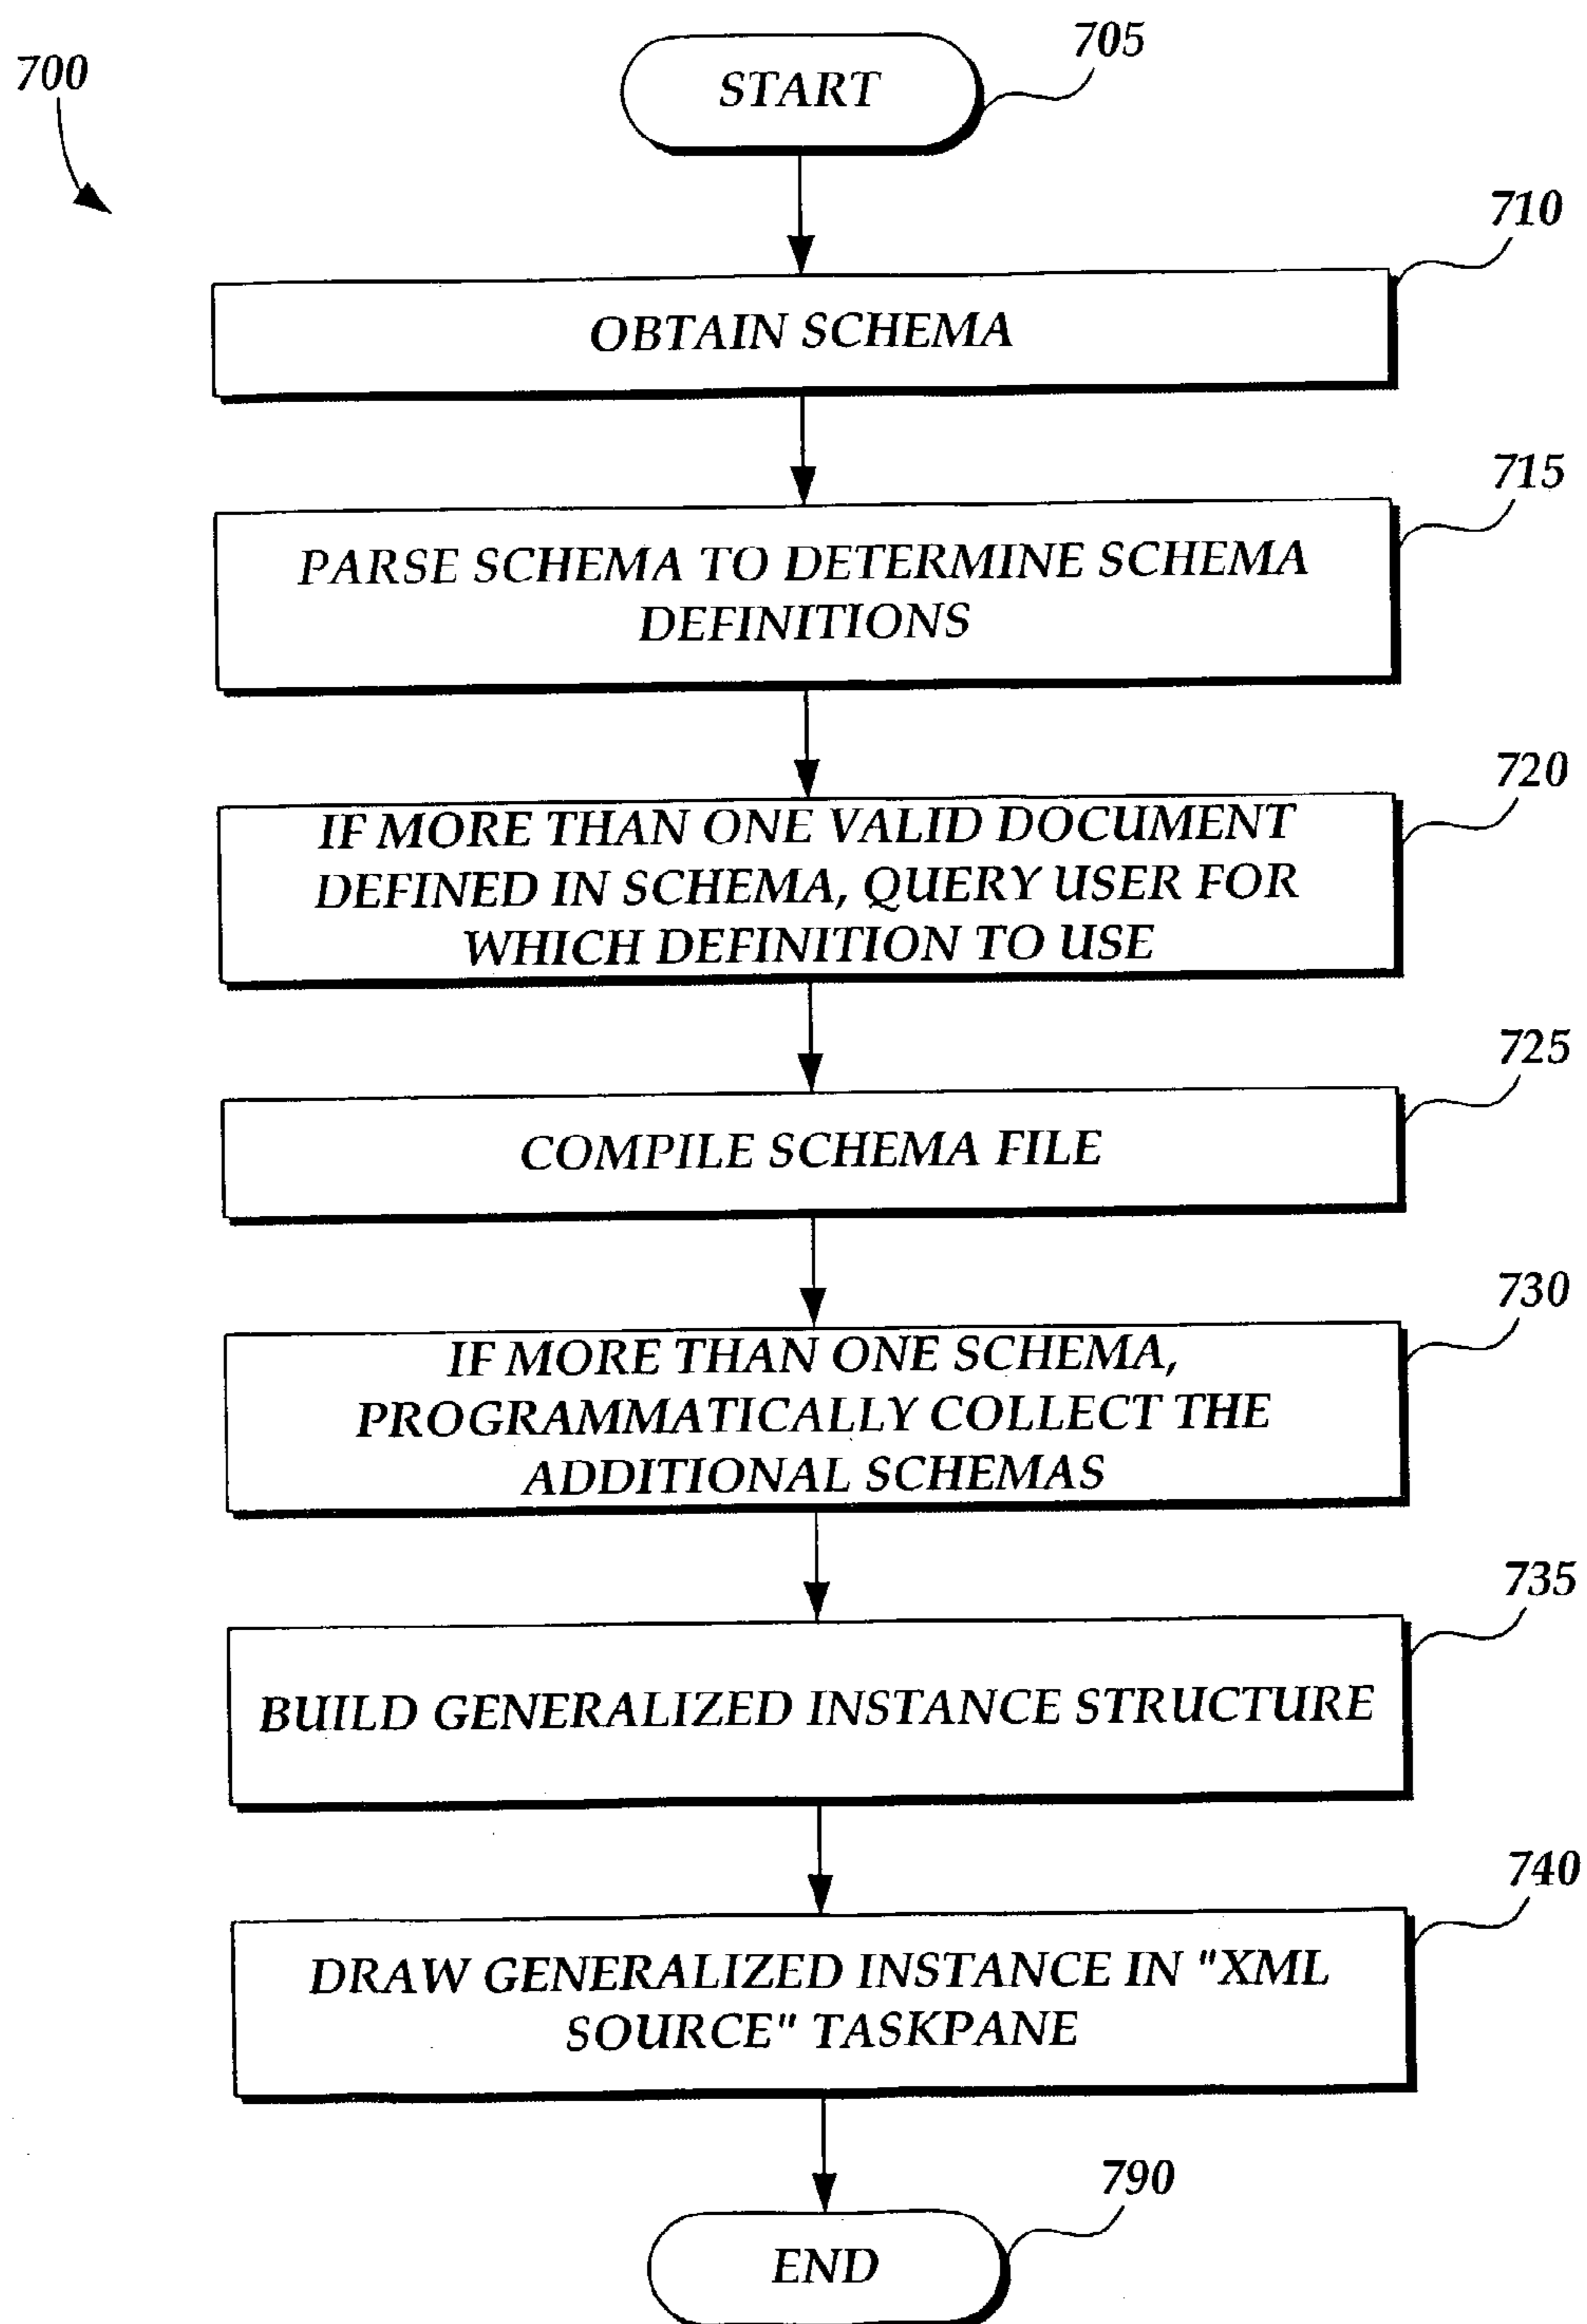 700
START
705
710
OBTAIN SCHEMA
715
PARSE SCHEMA TO DETERMINE SCHEMA
DEFINITIONS
720
IF MORE THAN ONE VALID DOCUMENT
DEFINED IN SCHEMA, QUERY USER FOR
WHICH DEFINITION TO USE
725
COMPILE SCHEMA FILE
730
IF MORE THAN ONE SCHEMA,
PROGRAMMATICALLY COLLECT THE
ADDITIONAL SCHEMAS
735
BUILD GENERALIZED INSTANCE STRUCTURE
740
DRAW GENERALIZED INSTANCE IN "XML
SOURCE" TASKPANE
790
END